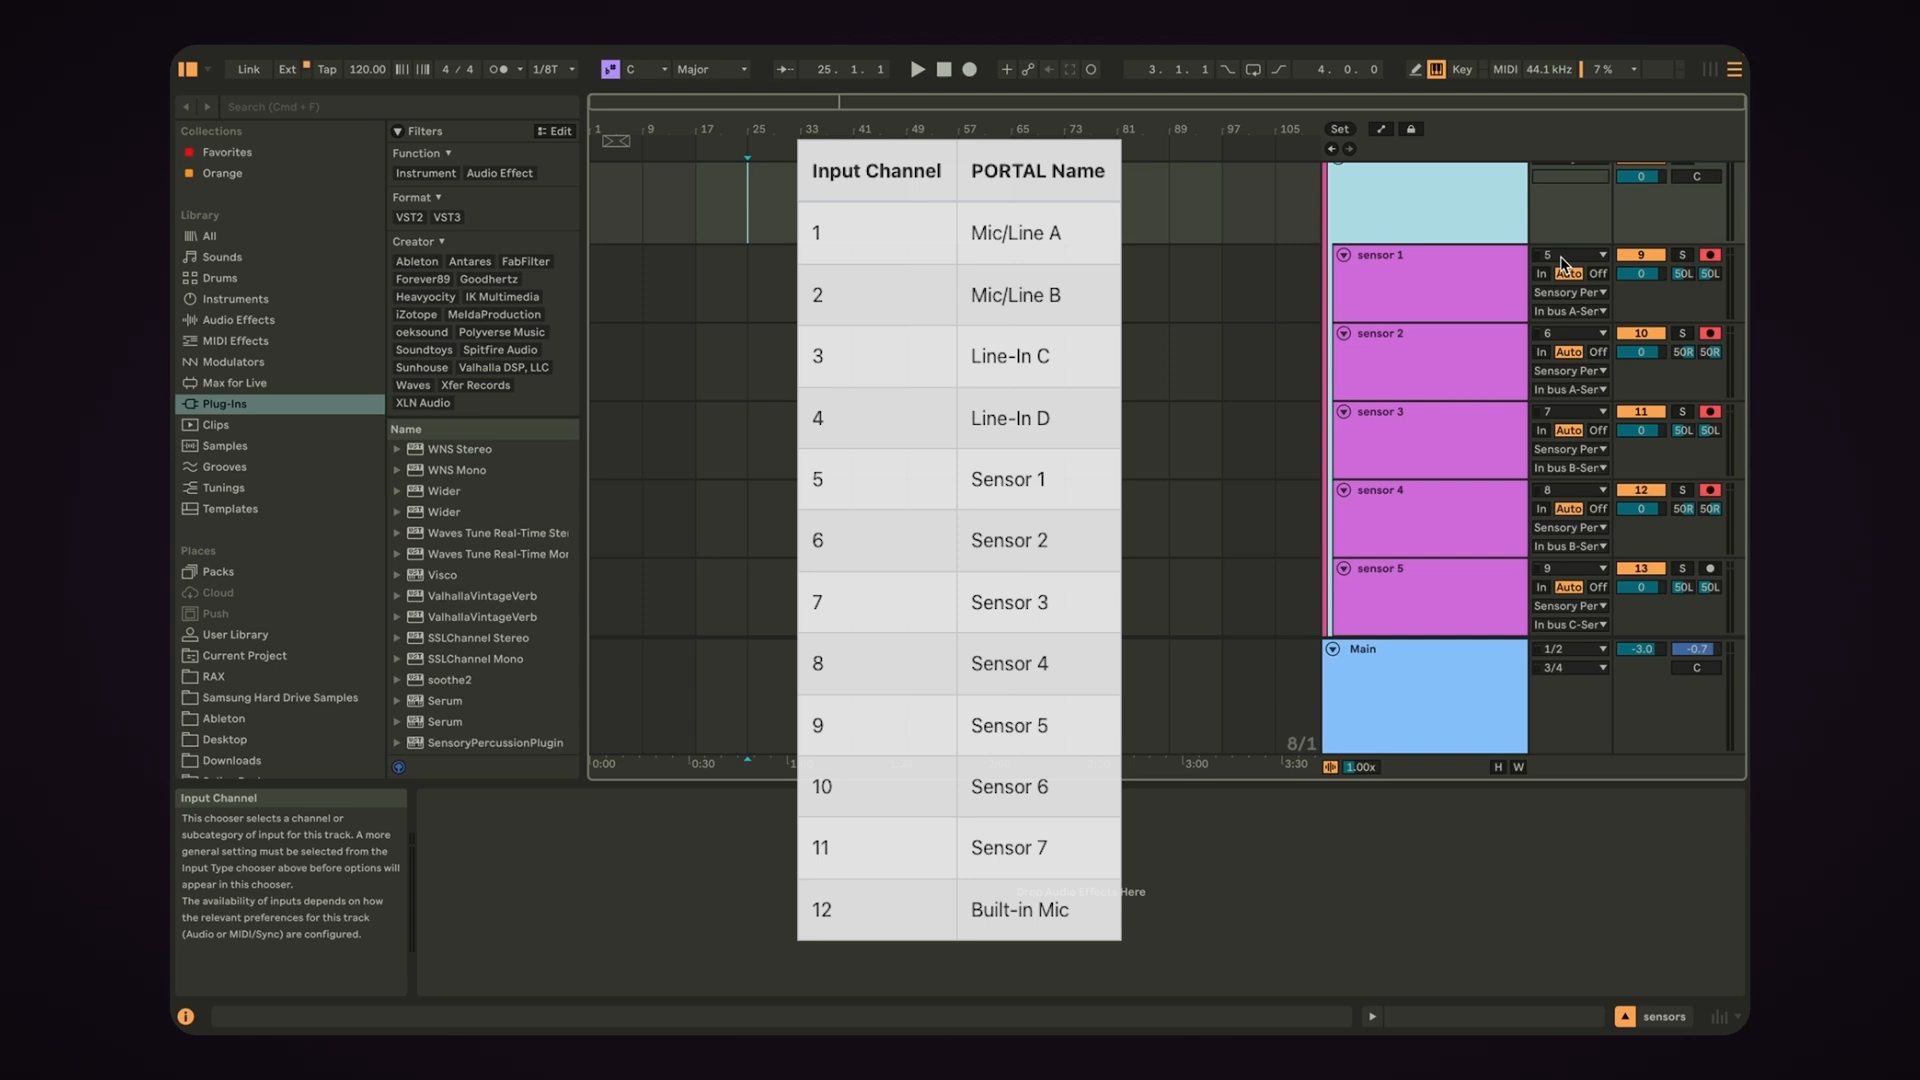 Link Ext Tap 120.00 4 / 4 1/8T C Major 25. 1. 1 3. 1. 1 4. 0. 0 Key MIDI 44.1 kHz 7 %
Search (Cmd + F)
Collections
Favorites
Orange
Library
All
Sounds
Drums
Instruments
Audio Effects
MIDI Effects
Modulators
Max for Live
Plug-Ins
Clips
Samples
Grooves
Tunings
Templates
Places
Packs
Cloud
Push
User Library
Current Project
RAX
Samsung Hard Drive Samples
Ableton
Desktop
Downloads
Filters Edit
Function
Instrument Audio Effect
Format
VST2 VST3
Creator
Ableton Antares FabFilter
Forever89 Goodhertz
Heavyocity IK Multimedia
iZotope MeldaProduction
oeksound Polyverse Music
Soundtoys Spitfire Audio
Sunhouse Valhalla DSP, LLC
Waves Xfer Records
XLN Audio
Name
WNS Stereo
WNS Mono
Wider
Wider
Waves Tune Real-Time Ste
Waves Tune Real-Time Mor
Visco
ValhallaVintageVerb
ValhallaVintageVerb
SSLChannel Stereo
SSLChannel Mono
soothe2
Serum
Serum
SensoryPercussionPlugin
1 9 17 25 33 41 49 57 65 73 81 89 97 105
Set
Input Channel PORTAL Name
1 Mic/Line A
2 Mic/Line B
3 Line-In C
4 Line-In D
5 Sensor 1
6 Sensor 2
7 Sensor 3
8 Sensor 4
9 Sensor 5
10 Sensor 6
11 Sensor 7
12 Built-in Mic
0 C
sensor 1 5 9 S
In Auto Off 0 50L 50L
Sensory Per
In bus A-Ser
sensor 2 6 10 S
In Auto Off 0 50R 50R
Sensory Per
In bus A-Ser
sensor 3 7 11 S
In Auto Off 0 50L 50L
Sensory Per
In bus B-Ser
sensor 4 8 12 S
In Auto Off 0 50R 50R
Sensory Per
In bus B-Ser
sensor 5 9 13 S
In Auto Off 0 50L 50L
Sensory Per
In bus C-Ser
Main 1/2 -3.0 -0.7
3/4 C
8/1
0:00 0:30 3:00 3:30
1.00x H W
Input Channel
This chooser selects a channel or
subcategory of input for this track. A more
general setting must be selected from the
Input Type chooser above before options will
appear in this chooser.
The availability of inputs depends on how
the relevant preferences for this track
(Audio or MIDI/Sync) are configured.
Drop Audio Effects Here
sensors